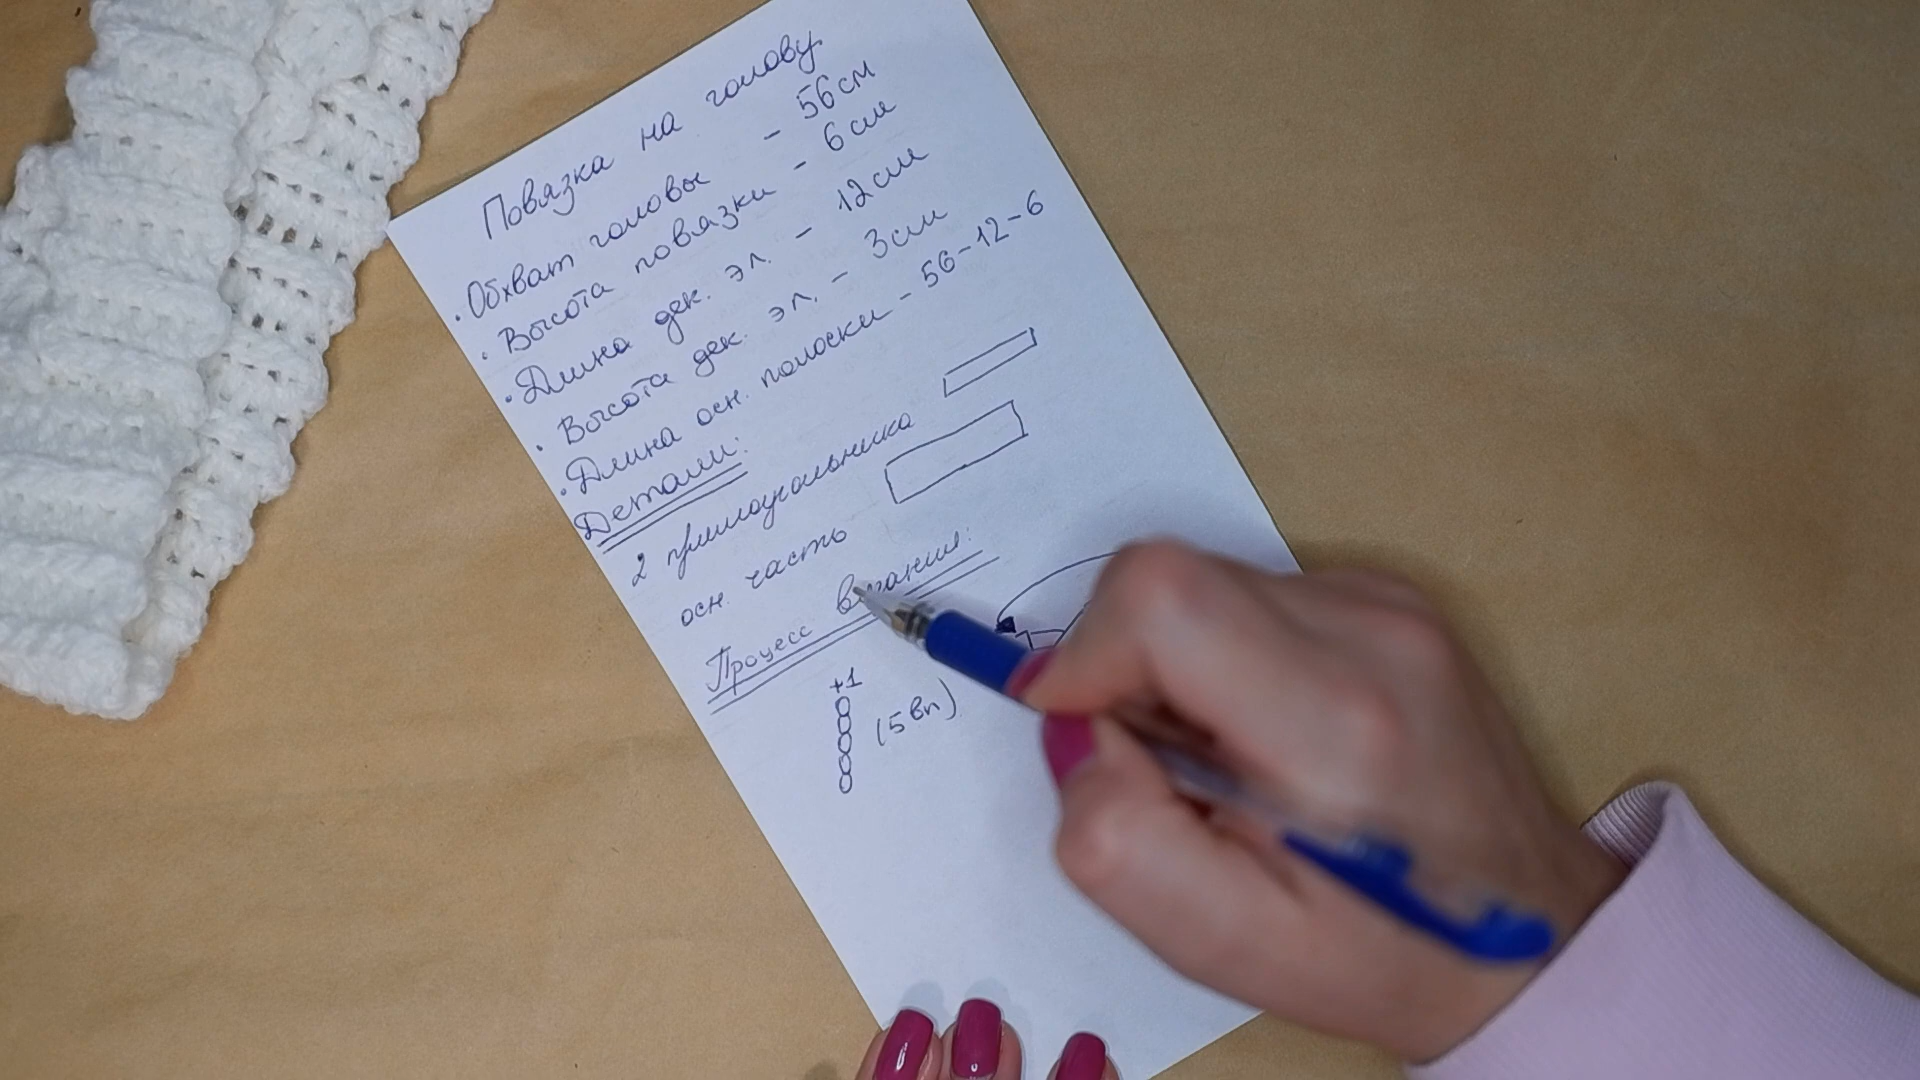 Повязка на голову
· Обхват головы - 56 см
· Высота повязки - 6 см
· Длина дек. эл. - 12 см
· Высота дек. эл. - 3 см
· Длина осн. полоски - 56-12-6
Детали:
2 прямоугольника
осн. часть
Процесс вязания:
+1
(5 вп)